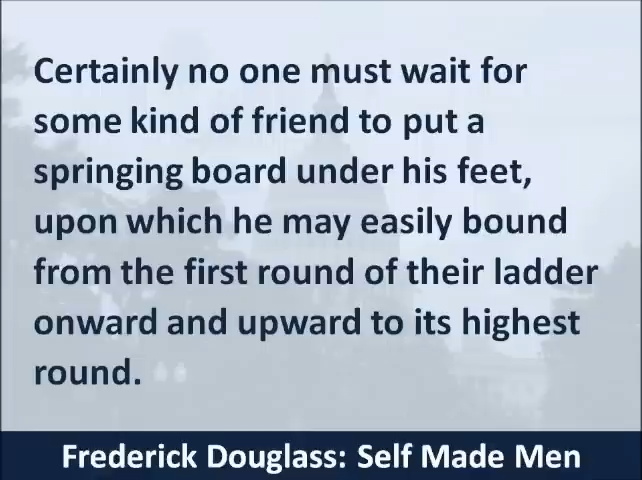 Certainly no one must wait for
some kind of friend to put a
springing board under his feet,
upon which he may easily bound
from the first round of their ladder
onward and upward to its highest
round.
Frederick Douglass: Self Made Men